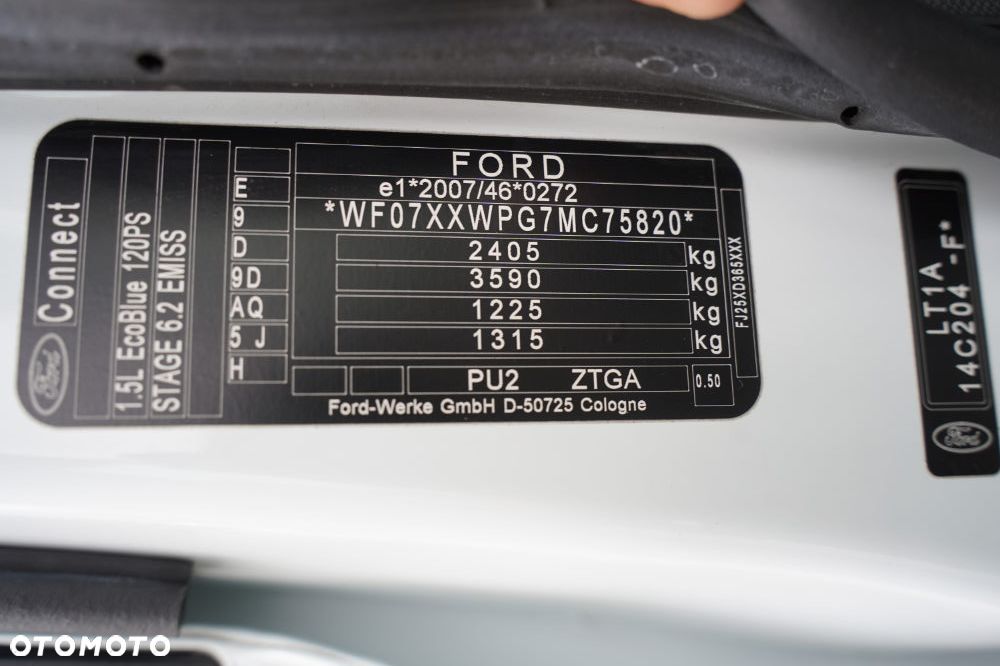 FORD
e1*2007/46*0272
*WF07XXWPG7MC75820*
2405 kg
3590 kg
1225 kg
1315 kg
PU2 ZTGA 0.50
Ford-Werke GmbH D-50725 Cologne
E
9
D
9D
AQ
5 J
H
Connect
1.5L EcoBlue 120PS
STAGE 6.2 EMISS
Ford
FJ25XD365XXX
LT1A
14C204 -F*
Ford
OTOMOTO